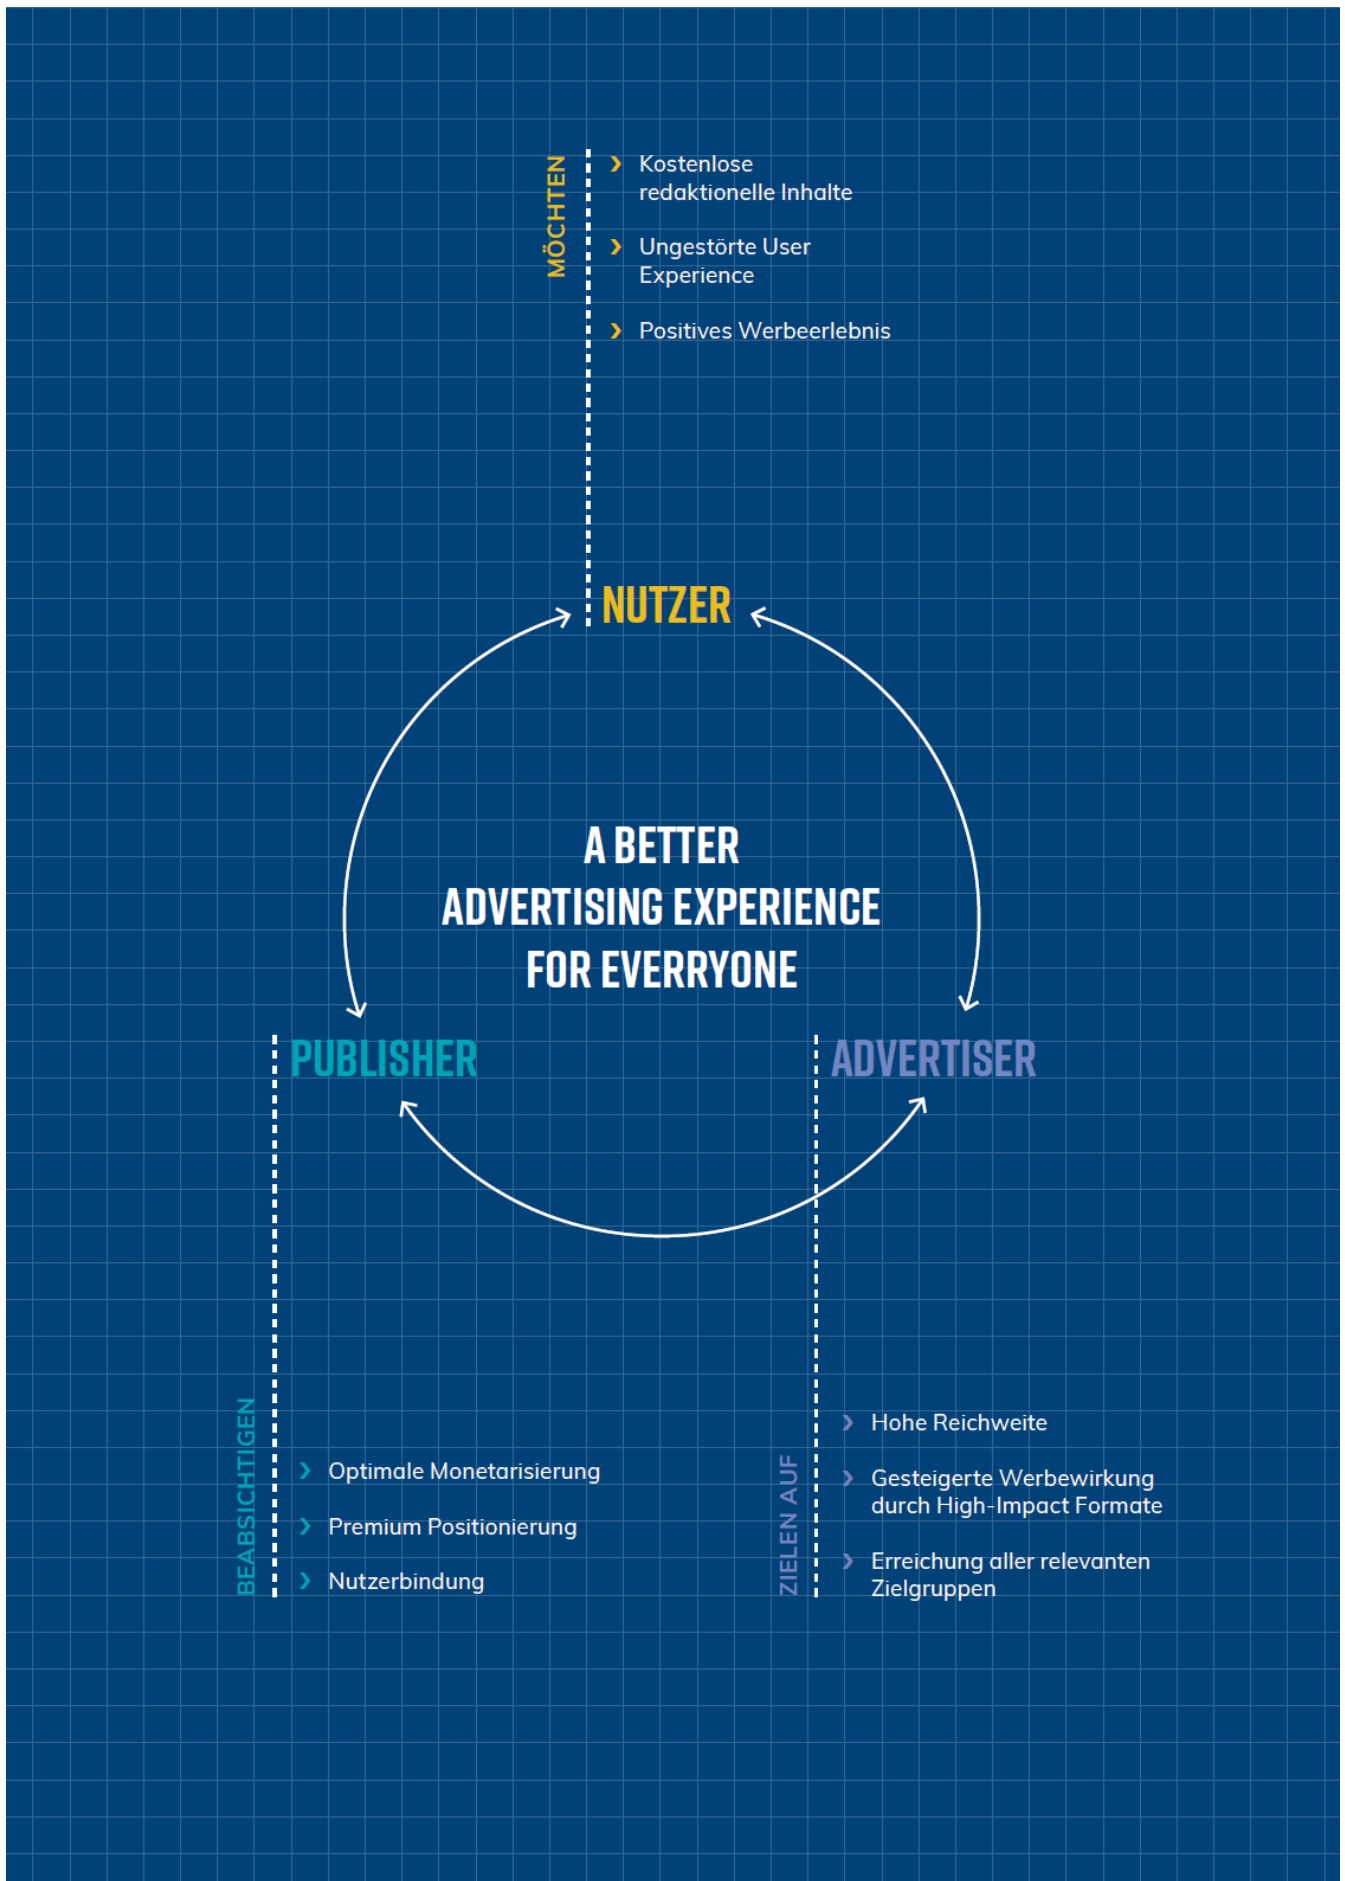 MÖCHTEN
Kostenlose
redaktionelle Inhalte
Ungestörte User
Experience
Positives Werbeerlebnis
NUTZER
A BETTER
ADVERTISING EXPERIENCE
FOR EVERRYONE
PUBLISHER
ADVERTISER
BEABSICHTIGEN
Optimale Monetarisierung
Premium Positionierung
Nutzerbindung
ZIELEN AUF
Hohe Reichweite
Gesteigerte Werbewirkung
durch High-Impact Formate
Erreichung aller relevanten
Zielgruppen